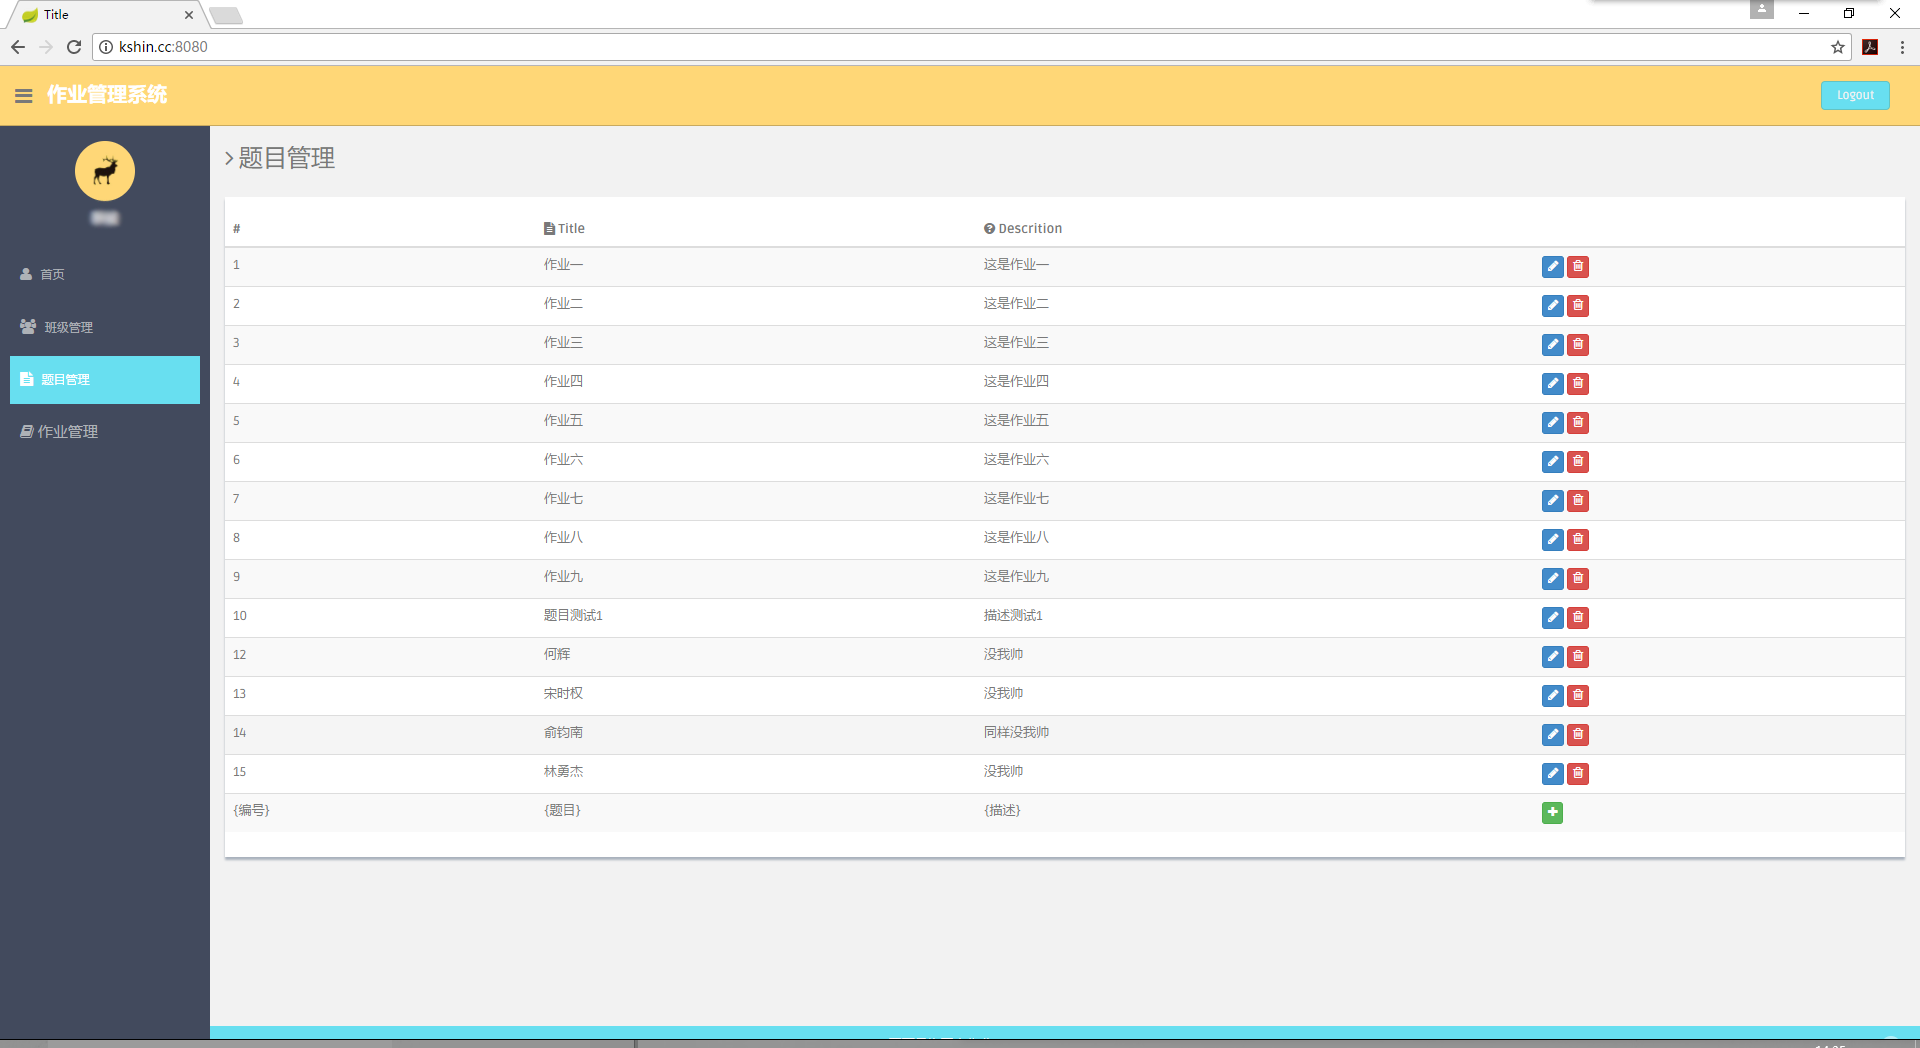 Title
kshin.cc:8080
作业管理系统
Logout
首页
班级管理
题目管理
作业管理
题目管理
# Title Descrition
1 作业一 这是作业一
2 作业二 这是作业二
3 作业三 这是作业三
4 作业四 这是作业四
5 作业五 这是作业五
6 作业六 这是作业六
7 作业七 这是作业七
8 作业八 这是作业八
9 作业九 这是作业九
10 题目测试1 描述测试1
12 何辉 没我帅
13 宋时权 没我帅
14 俞钧南 同样没我帅
15 林勇杰 没我帅
{编号} {题目} {描述}